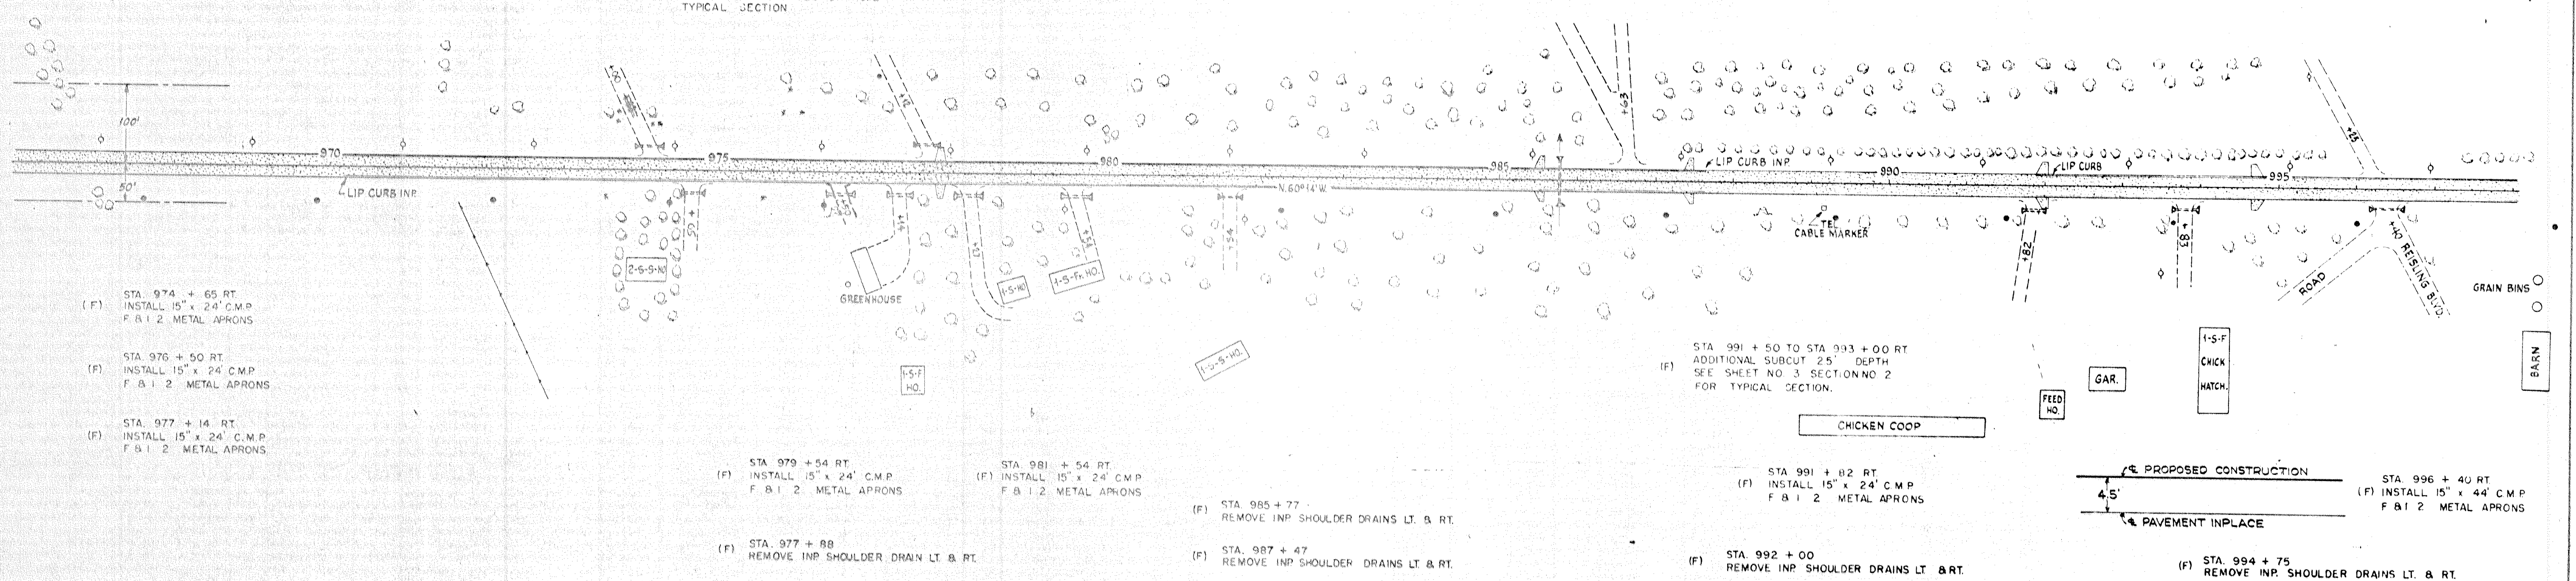 TYPICAL SECTION
100'
50'
970
975
980
985
990
995
LIP CURB INP.
N.60°14'W.
LIP CURB INP.
LIP CURB
+63
+25
+65
+50
+14
+54
+54
+82
+83
+40 REISLING BLVD.
ROAD
TEL.
CABLE MARKER
2-S-S-HO
GREENHOUSE
1-S-HO
1-S-Fr. HO.
1-S-F
HO.
1-S-S-HO.
GRAIN BINS
BARN
1-S-F
CHICK
HATCH.
GAR.
FEED
HO.
CHICKEN COOP
STA. 974 + 65 RT.
(F) INSTALL 15" x 24' C.M.P.
F & I 2 METAL APRONS
STA. 976 + 50 RT.
(F) INSTALL 15" x 24' C.M.P.
F & I 2 METAL APRONS
STA. 977 + 14 RT.
(F) INSTALL 15" x 24' C.M.P.
F & I 2 METAL APRONS
STA. 979 + 54 RT.
(F) INSTALL 15" x 24' C.M.P.
F & I 2 METAL APRONS
STA. 977 + 88
(F) REMOVE INP. SHOULDER DRAIN LT. & RT.
STA. 981 + 54 RT.
(F) INSTALL 15" x 24' C.M.P.
F & I 2 METAL APRONS
(F) STA. 985 + 77
REMOVE INP. SHOULDER DRAINS LT. & RT.
(F) STA. 987 + 47
REMOVE INP. SHOULDER DRAINS LT. & RT.
STA 991 + 50 TO STA 993 + 00 RT
ADDITIONAL SUBCUT 2.5' DEPTH
(F) SEE SHEET NO. 3 SECTION NO. 2
FOR TYPICAL SECTION.
STA 991 + 82 RT.
(F) INSTALL 15" x 24' C.M.P
F & I 2 METAL APRONS
(F) STA. 992 + 00
REMOVE INP. SHOULDER DRAINS LT & RT.
℄ PROPOSED CONSTRUCTION
4.5'
℄ PAVEMENT INPLACE
STA. 996 + 40 RT
(F) INSTALL 15" x 44' C.M.P
F & I 2 METAL APRONS
(F) STA. 994 + 75
REMOVE INP. SHOULDER DRAINS LT. & RT.